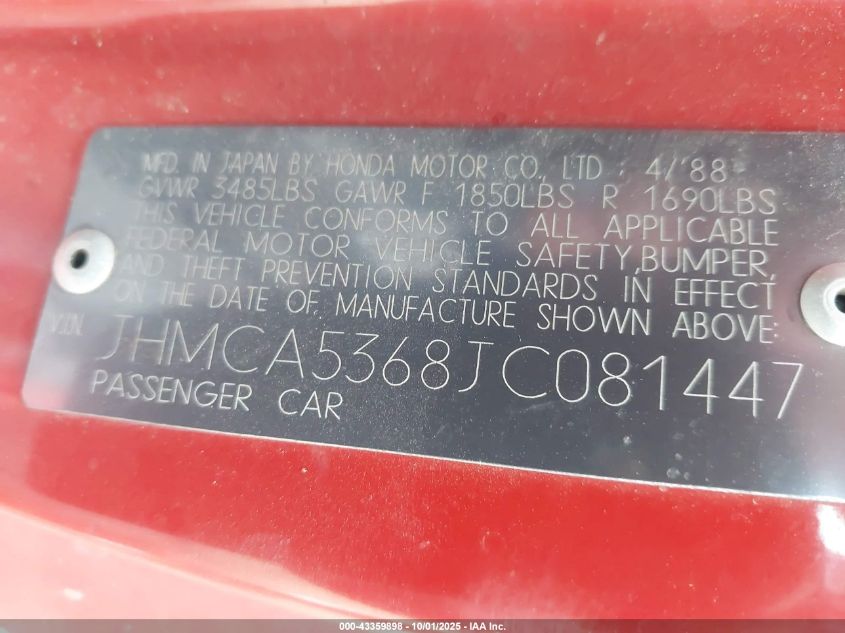 MFD. IN JAPAN BY HONDA MOTOR CO., LTD : 4/'88
GVWR 3485LBS GAWR F 1850LBS R 1690LBS
THIS VEHICLE CONFORMS TO ALL APPLICABLE
FEDERAL MOTOR VEHICLE SAFETY,BUMPER,
AND THEFT PREVENTION STANDARDS IN EFFECT
ON THE DATE OF MANUFACTURE SHOWN ABOVE:
V.I.N. JHMCA5368JC081447
PASSENGER CAR
000-43359898 - 10/01/2025 - IAA Inc.